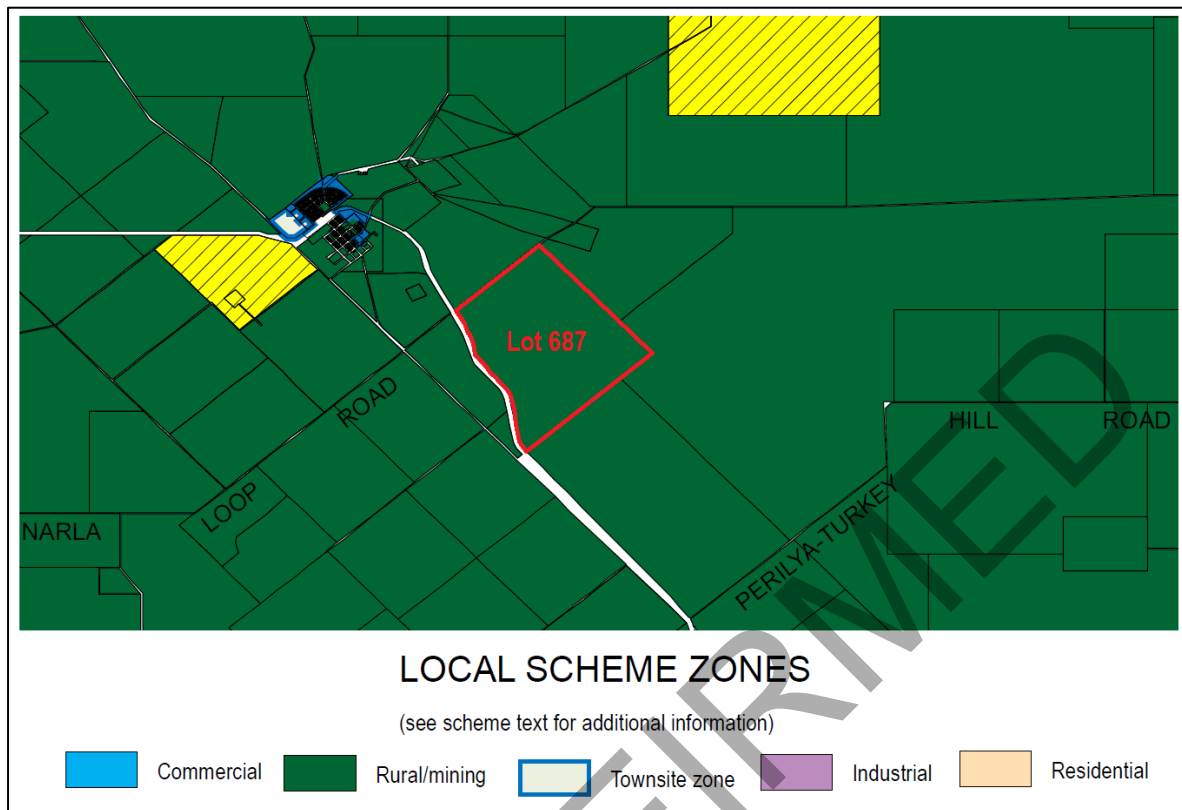 Lot 687
ROAD
HILL ROAD
LOOP
NARLA
PERILYA-TURKEY
LOCAL SCHEME ZONES
(see scheme text for additional information)
Commercial Rural/mining Townsite zone Industrial Residential
FIRMED